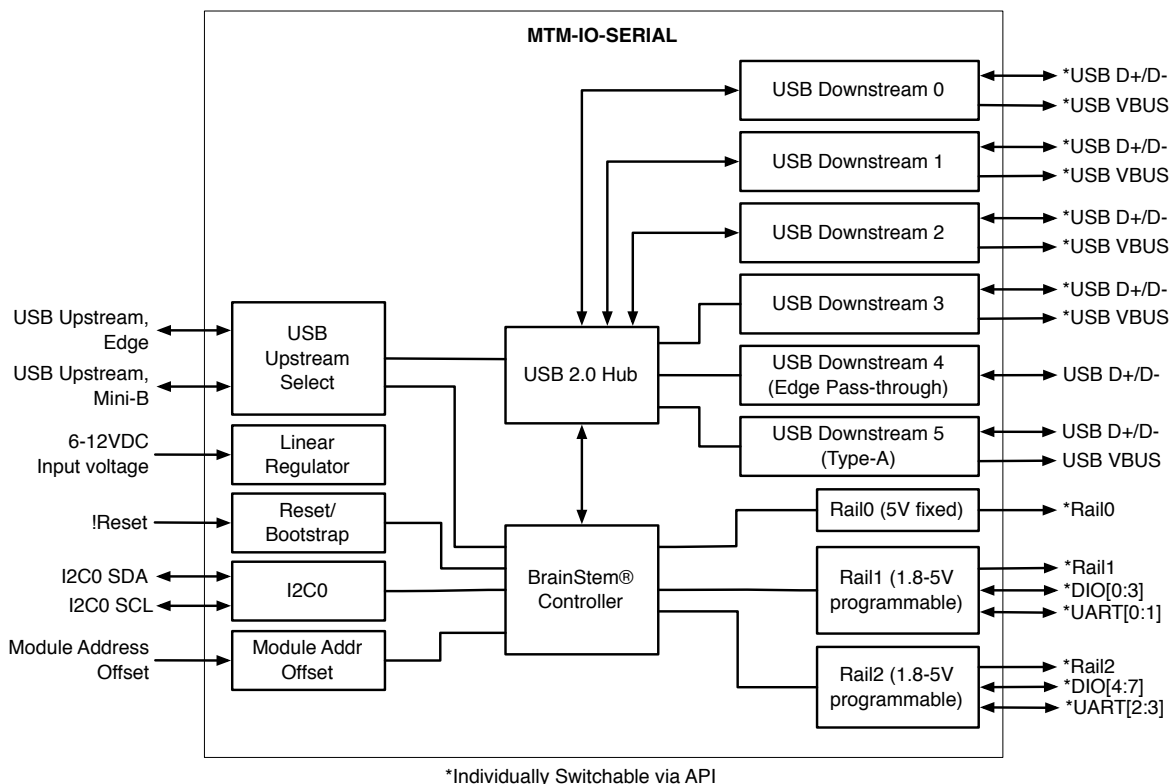 MTM-IO-SERIAL
USB Downstream 0
*USB D+/D-
*USB VBUS
USB Downstream 1
*USB D+/D-
*USB VBUS
USB Downstream 2
*USB D+/D-
*USB VBUS
USB Downstream 3
*USB D+/D-
*USB VBUS
USB Upstream,
Edge
USB Upstream,
Mini-B
USB
Upstream
Select
USB 2.0 Hub
USB Downstream 4
(Edge Pass-through)
USB D+/D-
USB Downstream 5
(Type-A)
USB D+/D-
USB VBUS
6-12VDC
Input voltage
Linear
Regulator
!Reset
Reset/
Bootstrap
I2C0 SDA
I2C0 SCL
I2C0
Module Address
Offset
Module Addr
Offset
BrainStem®
Controller
Rail0 (5V fixed)
*Rail0
Rail1 (1.8-5V
programmable)
*Rail1
*DIO[0:3]
*UART[0:1]
Rail2 (1.8-5V
programmable)
*Rail2
*DIO[4:7]
*UART[2:3]
*Individually Switchable via API